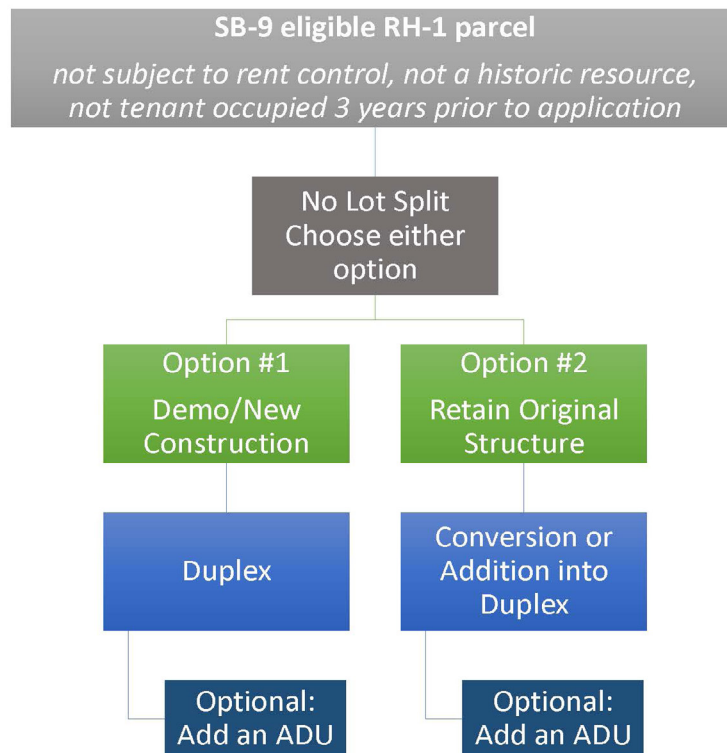 SB-9 eligible RH-1 parcel
not subject to rent control, not a historic resource,
not tenant occupied 3 years prior to application
No Lot Split
Choose either
option
Option #1
Demo/New
Construction
Option #2
Retain Original
Structure
Duplex
Conversion or
Addition into
Duplex
Optional:
Add an ADU
Optional:
Add an ADU